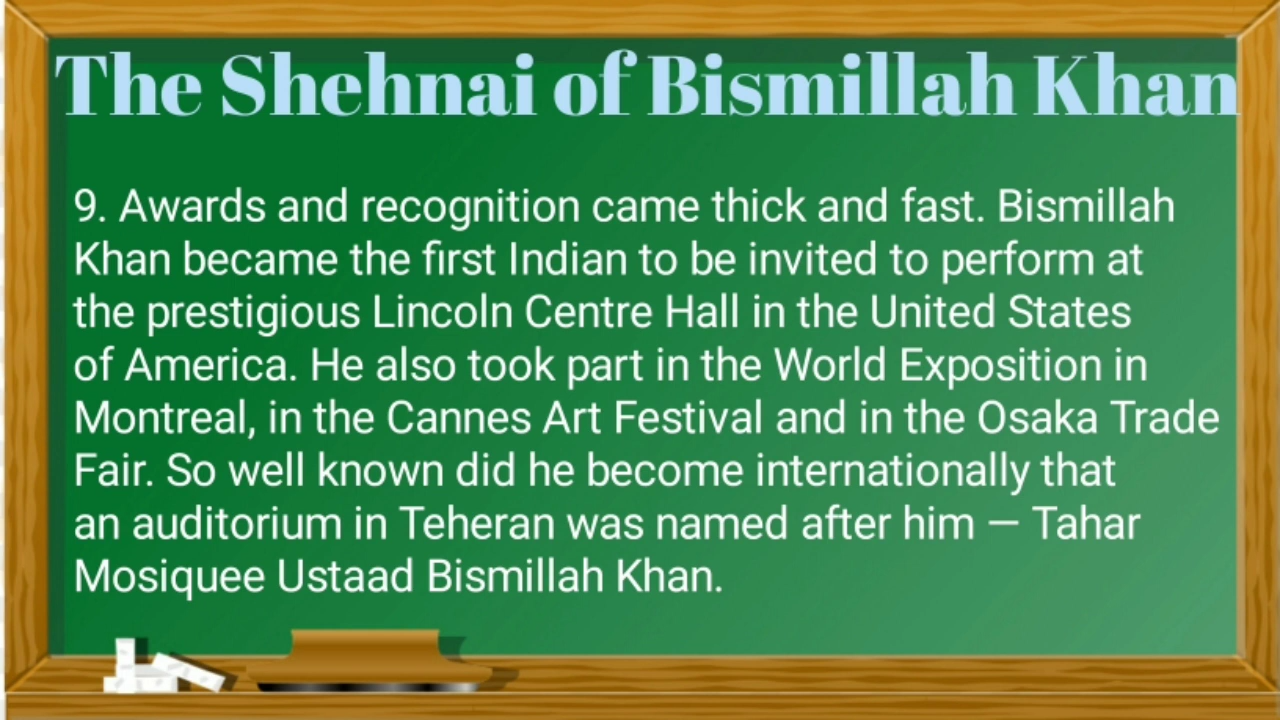 The Shehnai of Bismillah Khan
9. Awards and recognition came thick and fast. Bismillah
Khan became the first Indian to be invited to perform at
the prestigious Lincoln Centre Hall in the United States
of America. He also took part in the World Exposition in
Montreal, in the Cannes Art Festival and in the Osaka Trade
Fair. So well known did he become internationally that
an auditorium in Teheran was named after him — Tahar
Mosiquee Ustaad Bismillah Khan.